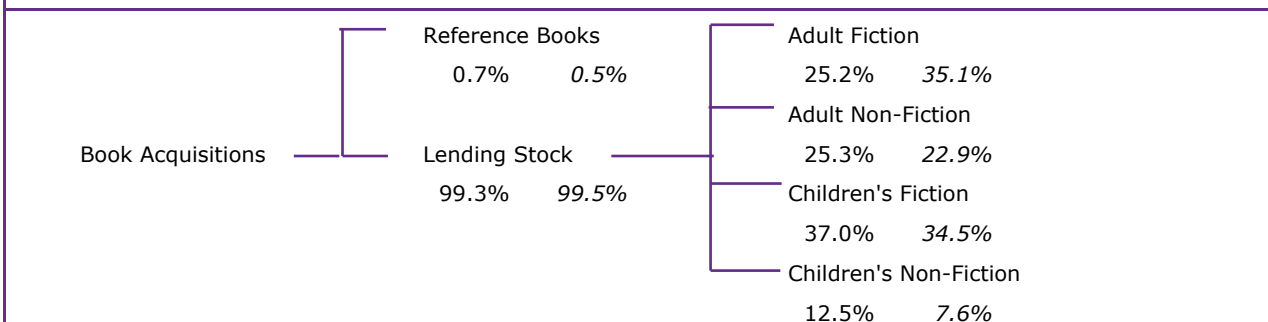 Reference Books
Adult Fiction
0.7% 0.5%
25.2% 35.1%
Adult Non-Fiction
Book Acquisitions
Lending Stock
25.3% 22.9%
99.3% 99.5%
Children's Fiction
37.0% 34.5%
Children's Non-Fiction
12.5% 7.6%